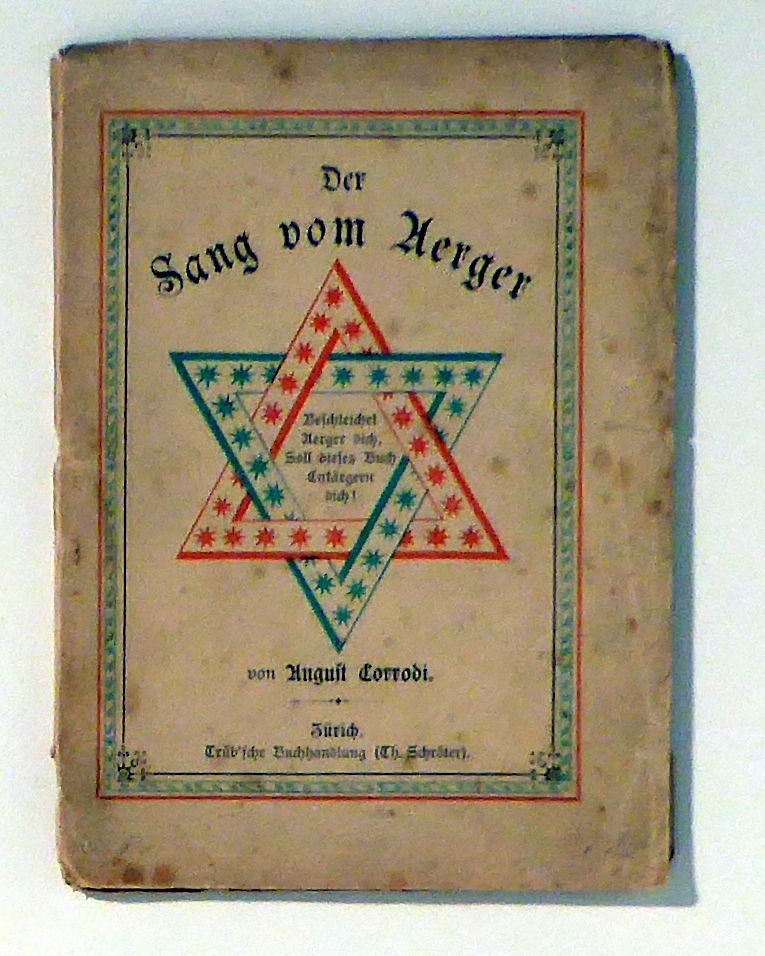 Der
Sang vom Aerger
Beschleichet
Aerger dich,
Soll dieses Buch
Entärgern
dich!
von August Corrodi.
Zürich.
Trüb'sche Buchhandlung (Th. Schröter).